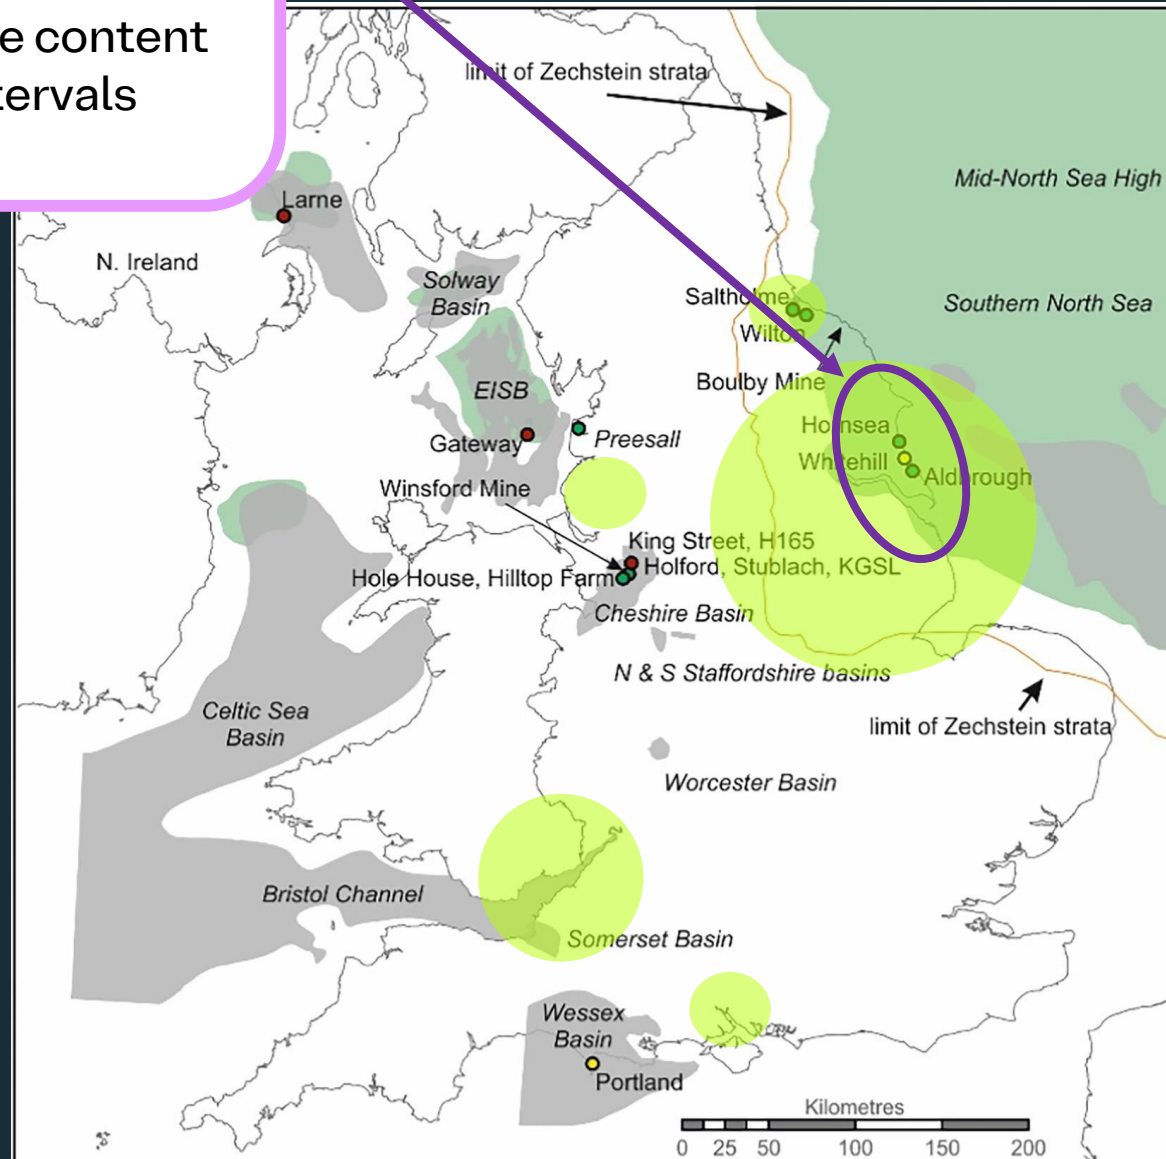 e content
tervals
limit of Zechstein strata
Mid-North Sea High
Larne
N. Ireland
Solway
Basin
Saltholme
Southern North Sea
Wilton
Boulby Mine
EISB
Hornsea
Gateway
Preesall
Whitehill
Aldbrough
Winsford Mine
King Street, H165
Holford, Stublach, KGSL
Hole House, Hilltop Farm
Cheshire Basin
N & S Staffordshire basins
Celtic Sea
Basin
limit of Zechstein strata
Worcester Basin
Bristol Channel
Somerset Basin
Wessex
Basin
Portland
Kilometres
0 25 50 100 150 200